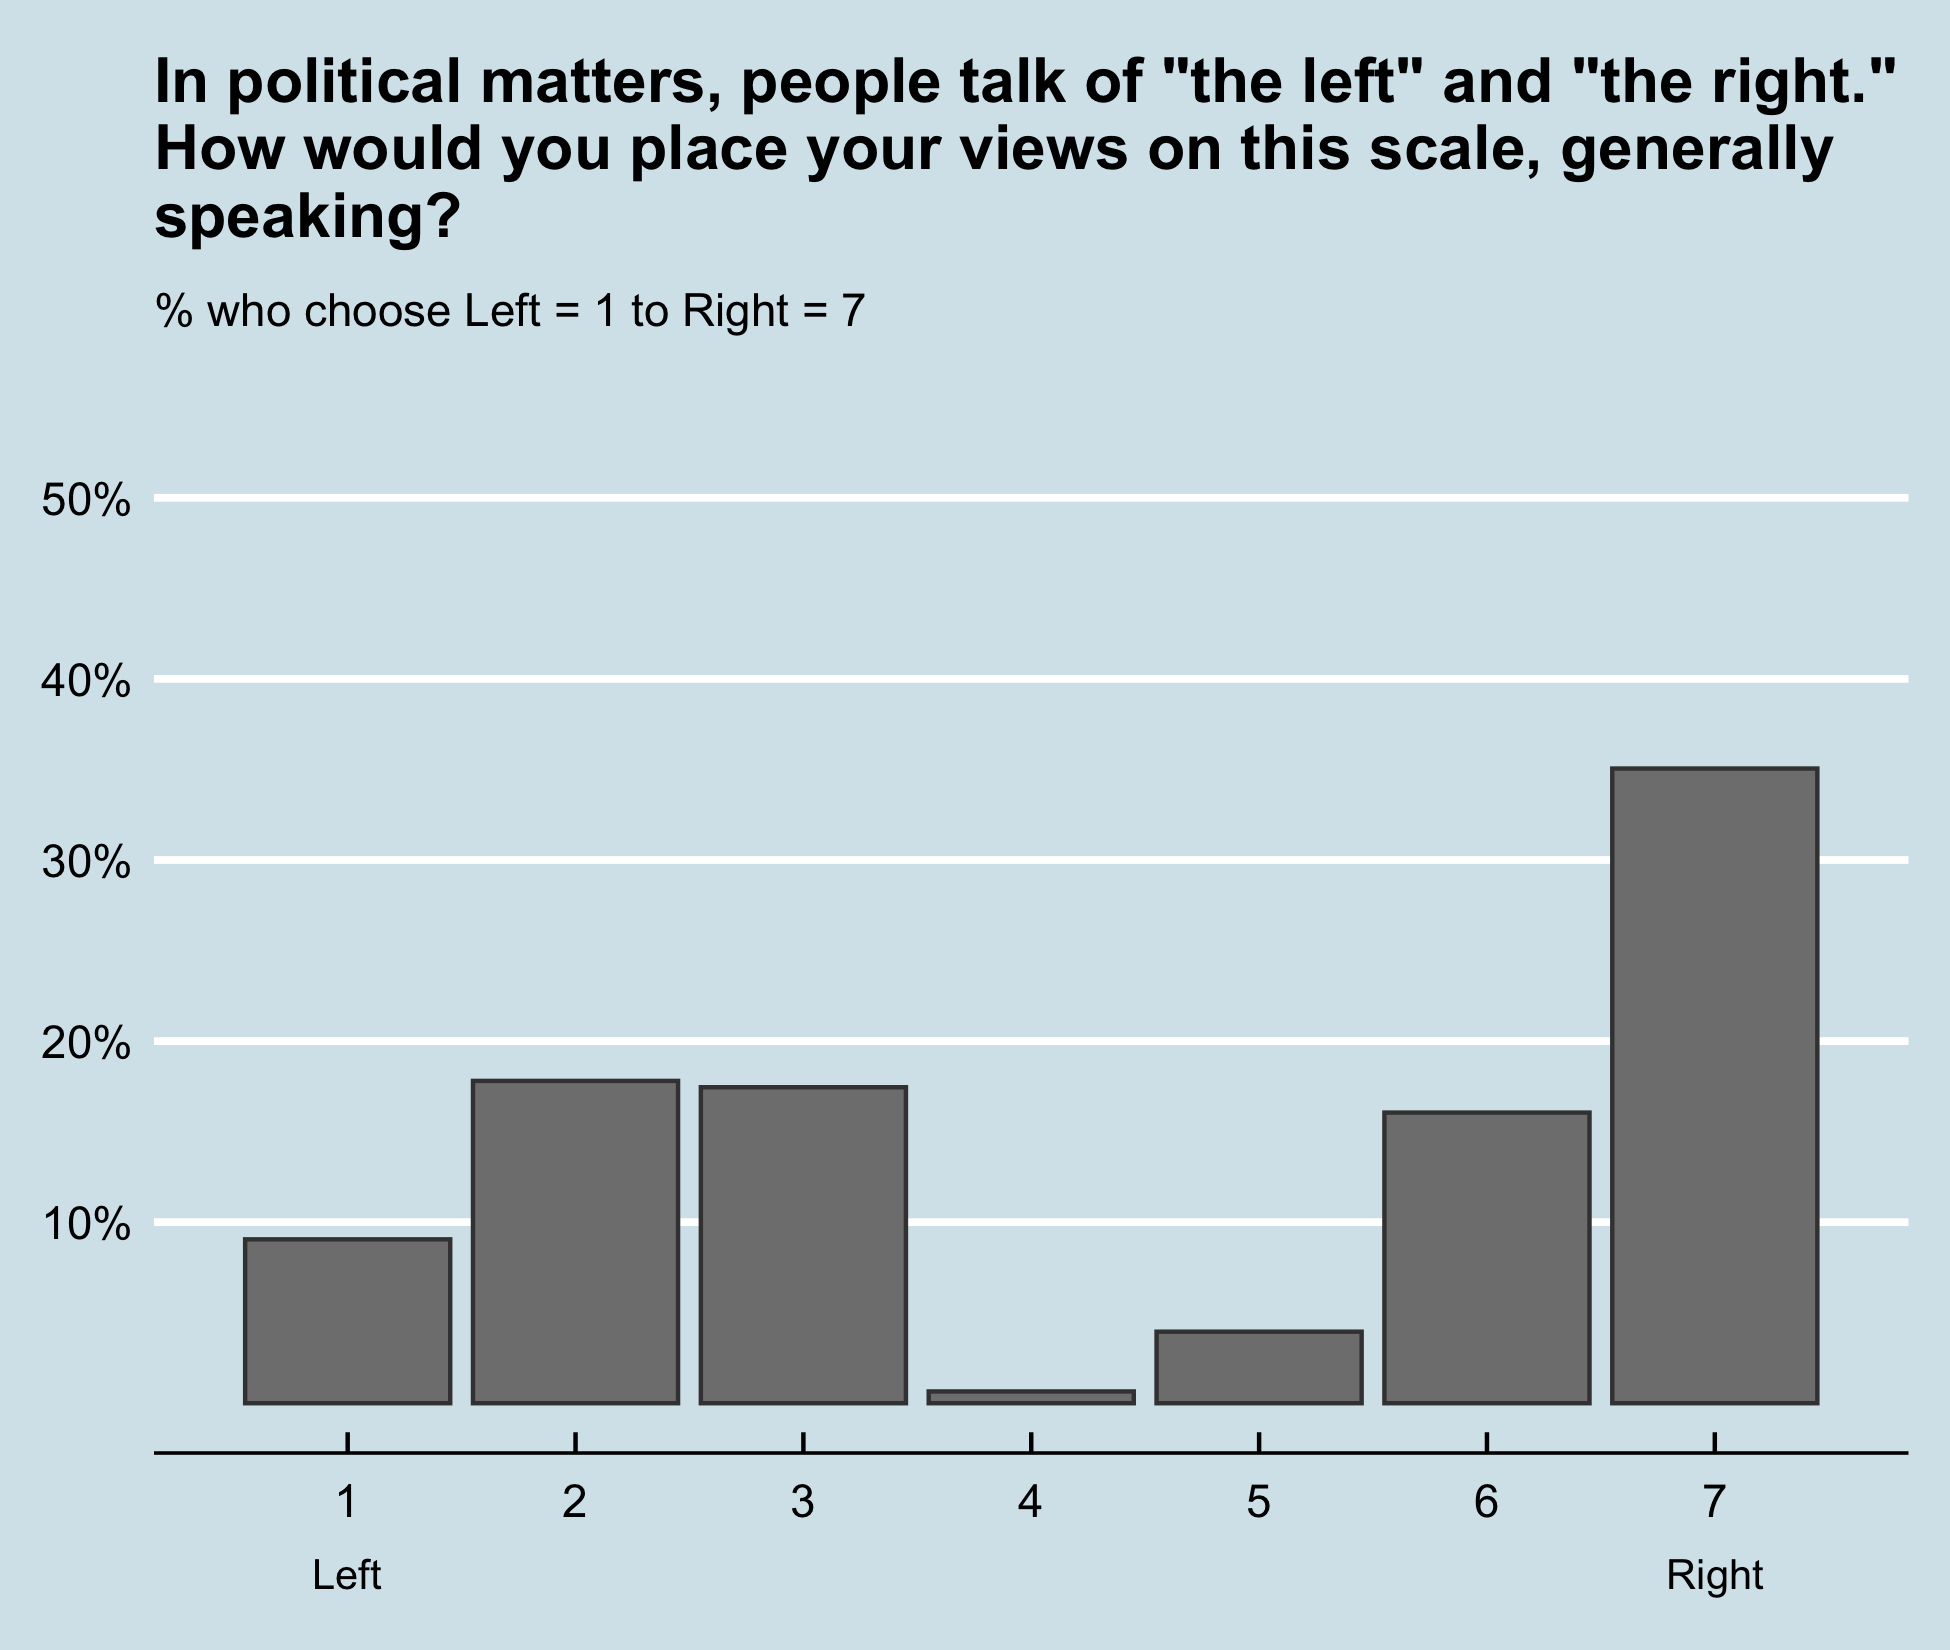 In political matters, people talk of "the left" and "the right."
How would you place your views on this scale, generally
speaking?
% who choose Left = 1 to Right = 7
50%
40%
30%
20%
10%
1 2 3 4 5 6 7
Left Right